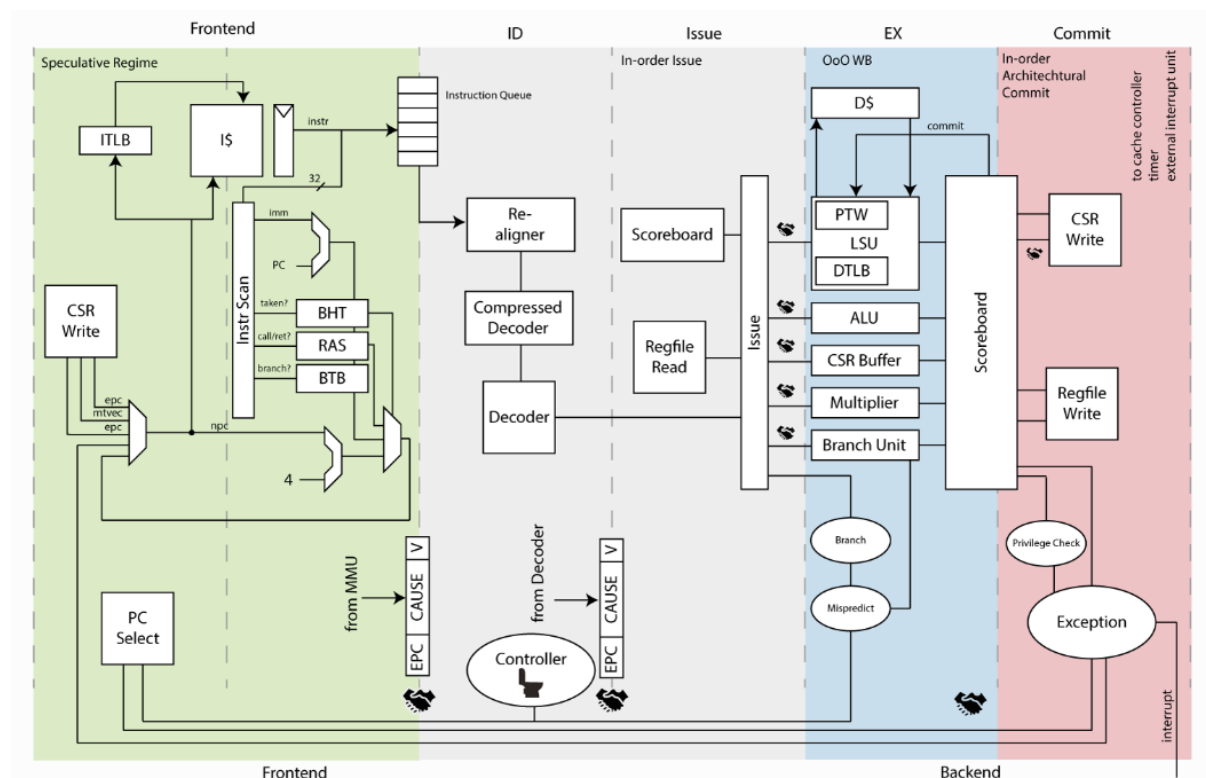 Frontend
ID
Issue
EX
Commit
Speculative Regime
In-order Issue
OoO WB
In-order
Architechtural
Commit
to cache controller
timer
external interrupt unit
Instruction Queue
ITLB
I$
instr
32
D$
commit
PTW
LSU
DTLB
Re-
aligner
Scoreboard
CSR
Write
imm
PC
Instr Scan
CSR
Write
taken?
BHT
call/ret?
RAS
branch?
BTB
Compressed
Decoder
Regfile
Read
Issue
ALU
CSR Buffer
Multiplier
Branch Unit
Scoreboard
Regfile
Write
epc
mtvec
epc
npc
4
Decoder
from MMU
EPC CAUSE V
from Decoder
EPC CAUSE V
Branch
Mispredict
Privilege Check
Exception
PC
Select
Controller
interrupt
Frontend
Backend